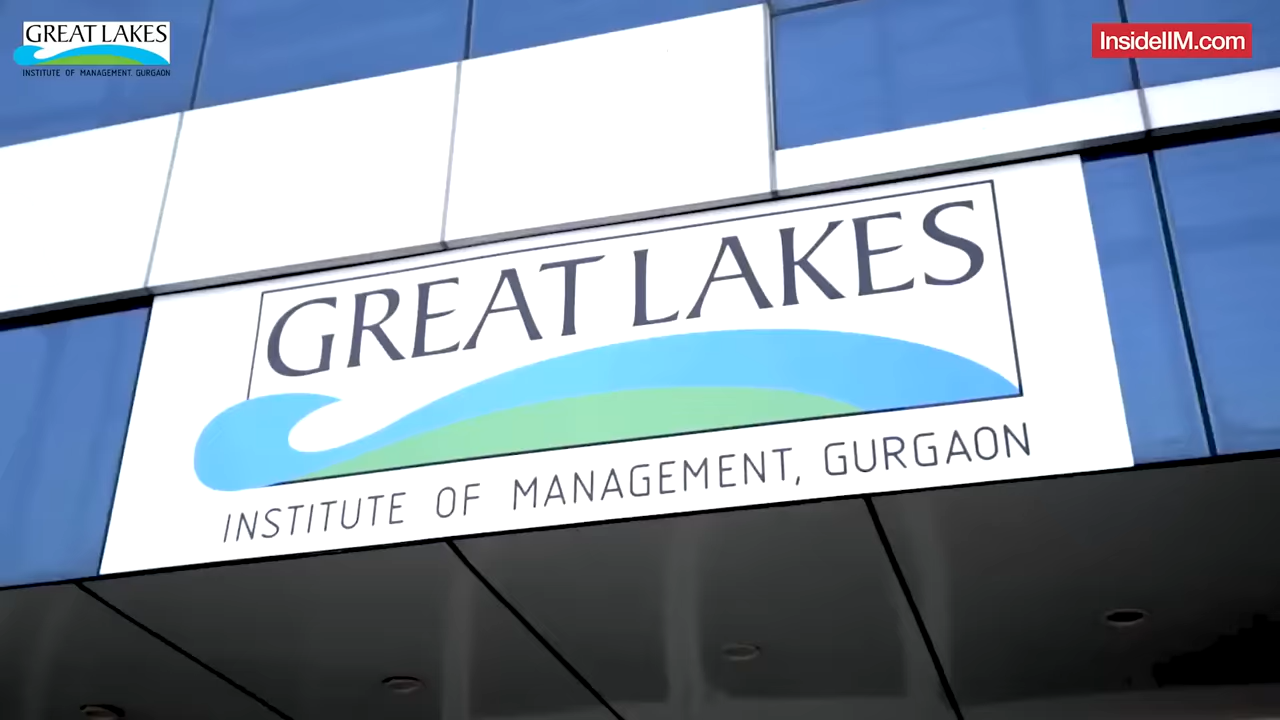 GREAT LAKES
INSTITUTE OF MANAGEMENT, GURGAON
InsideIIM.com
GREAT LAKES
INSTITUTE OF MANAGEMENT, GURGAON